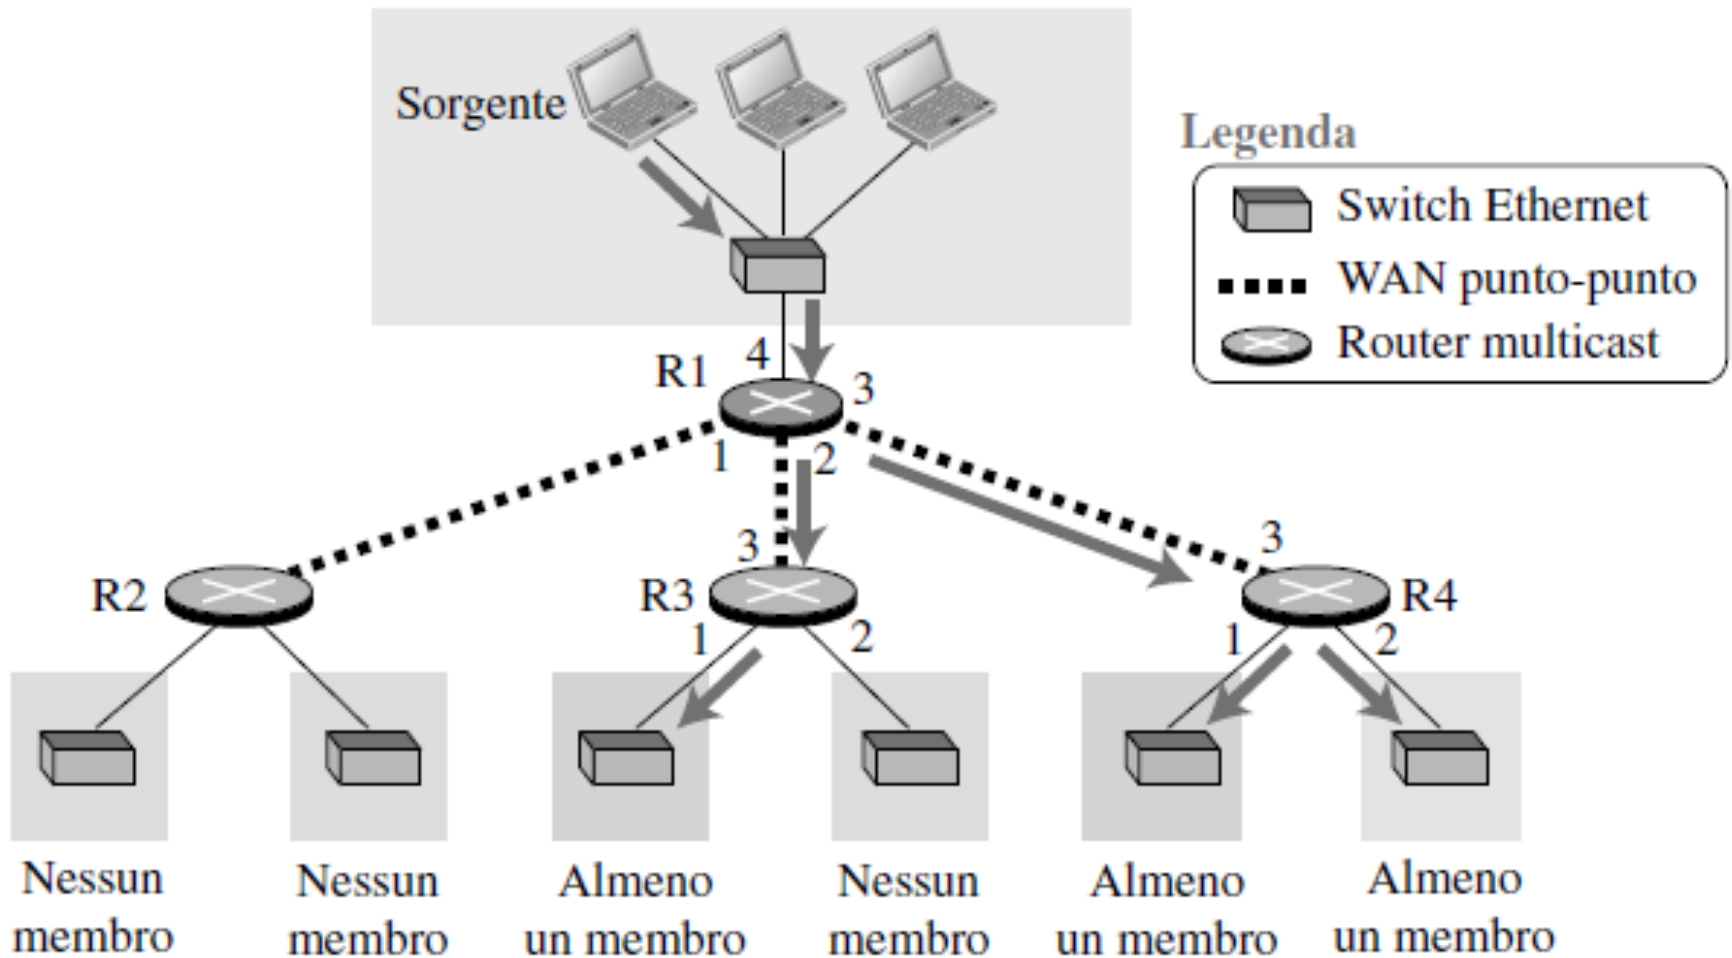 Sorgente
Legenda
Switch Ethernet
WAN punto-punto
Router multicast
R1
4
3
1
2
R2
R3
3
1
2
R4
3
1
2
Nessun
membro
Nessun
membro
Almeno
un membro
Nessun
membro
Almeno
un membro
Almeno
un membro